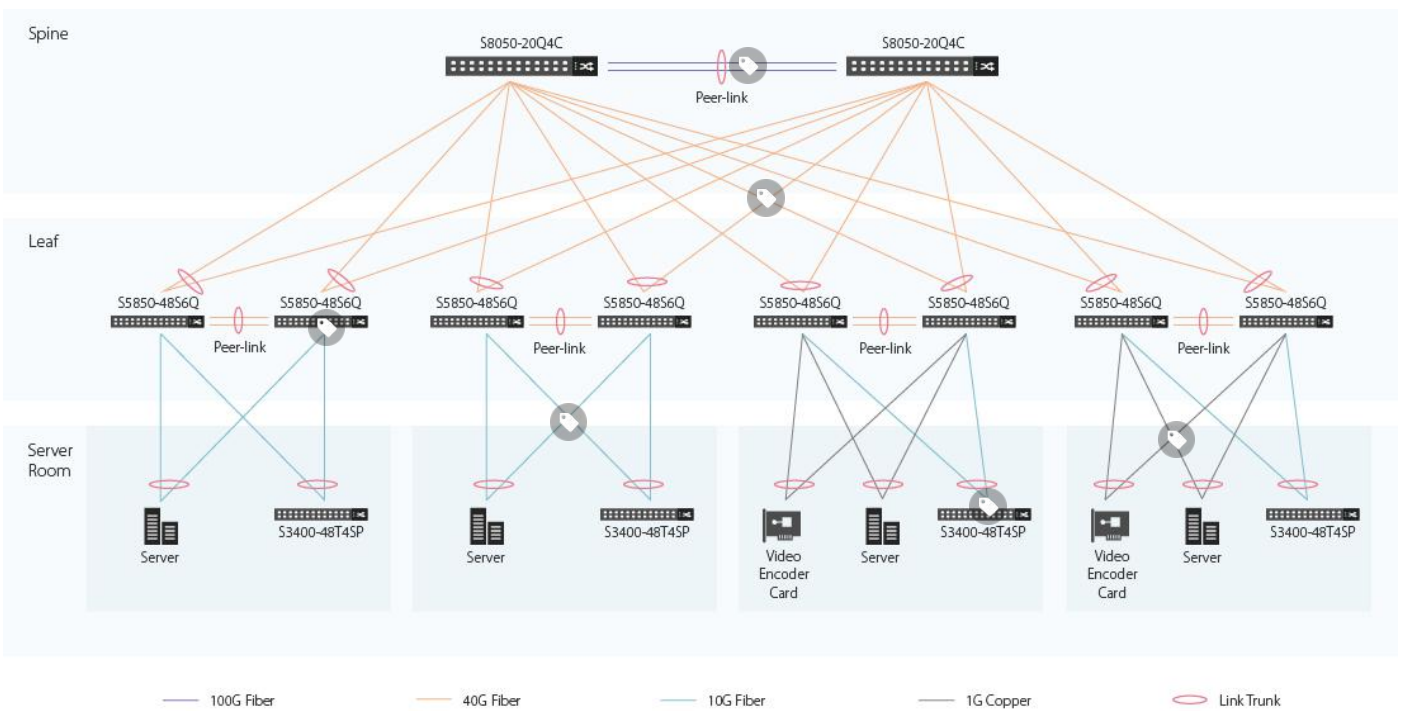 Spine
S8050-20Q4C
S8050-20Q4C
Peer-link
Leaf
S5850-48S6Q
S5850-48S6Q
S5850-48S6Q
S5850-48S6Q
S5850-48S6Q
S5850-48S6Q
S5850-48S6Q
S5850-48S6Q
Peer-link
Peer-link
Peer-link
Peer-link
Server
Room
Server
S3400-48T4SP
Server
S3400-48T4SP
Video
Encoder
Card
Server
S3400-48T4SP
Video
Encoder
Card
Server
S3400-48T4SP
100G Fiber
40G Fiber
10G Fiber
1G Copper
Link Trunk